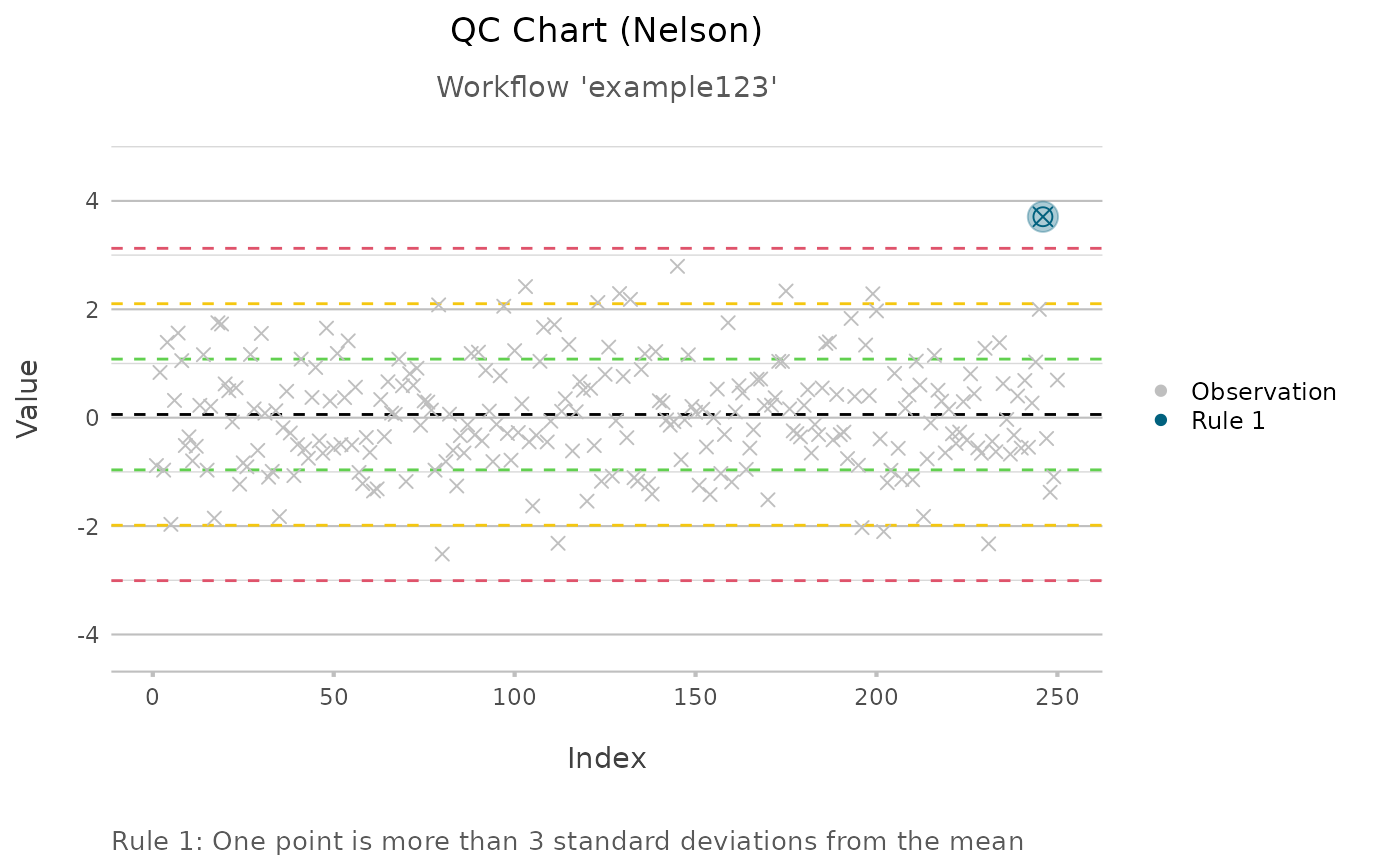 QC Chart (Nelson)
Workflow 'example123'
4
2
0
-2
-4
Value
0 50 100 150 200 250
Index
Observation
Rule 1
Rule 1: One point is more than 3 standard deviations from the mean